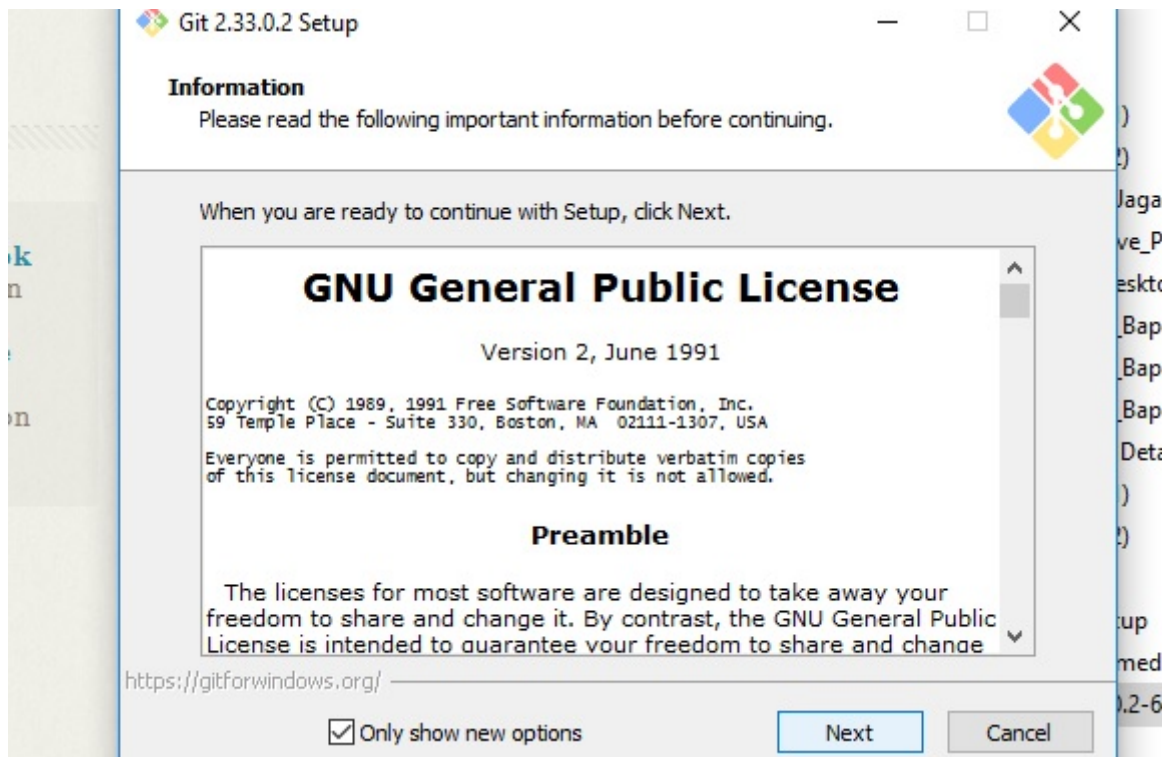 Git 2.33.0.2 Setup
Information
Please read the following important information before continuing.
When you are ready to continue with Setup, click Next.
GNU General Public License
Version 2, June 1991
Copyright (C) 1989, 1991 Free Software Foundation, Inc.
59 Temple Place - Suite 330, Boston, MA 02111-1307, USA
Everyone is permitted to copy and distribute verbatim copies
of this license document, but changing it is not allowed.
Preamble
The licenses for most software are designed to take away your
freedom to share and change it. By contrast, the GNU General Public
License is intended to guarantee your freedom to share and change
https://gitforwindows.org/
Only show new options
Next
Cancel